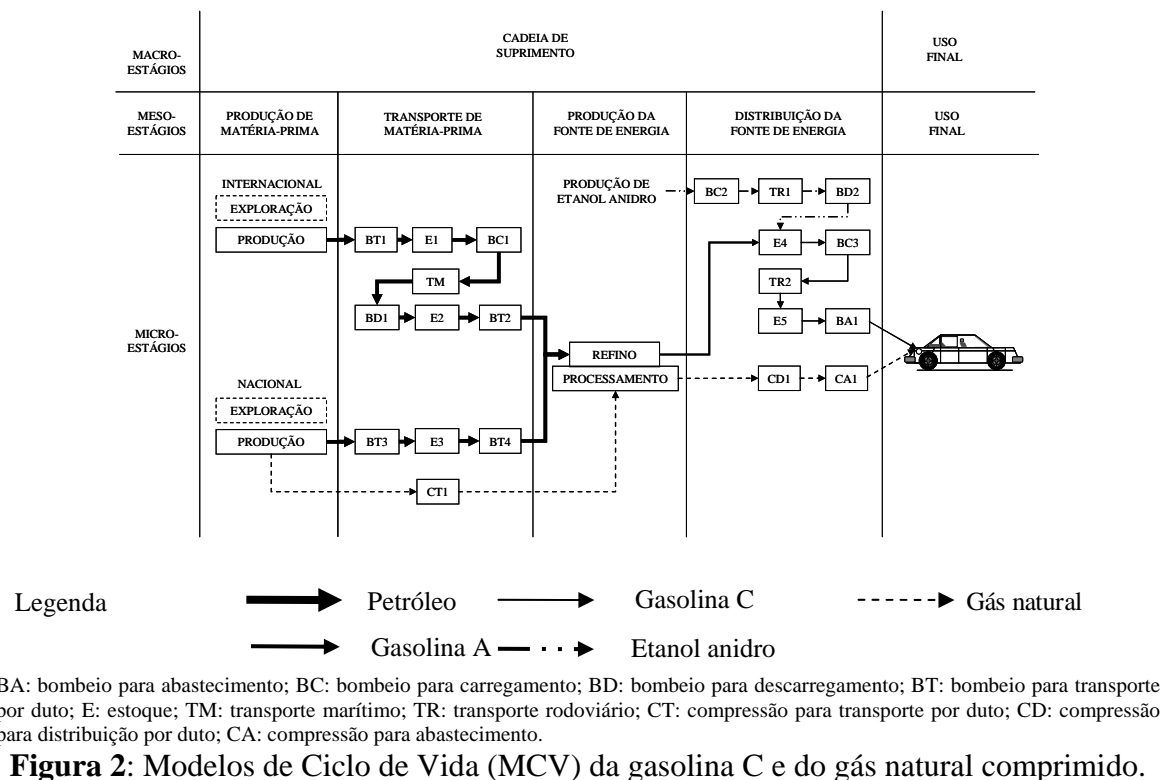 CADEIA DE
SUPRIMENTO
USO
FINAL
MACRO-
ESTÁGIOS
MESO-
ESTÁGIOS
PRODUÇÃO DE
MATÉRIA-PRIMA
TRANSPORTE DE
MATÉRIA-PRIMA
PRODUÇÃO DA
FONTE DE ENERGIA
DISTRIBUIÇÃO DA
FONTE DE ENERGIA
USO
FINAL
INTERNACIONAL
EXPLORAÇÃO
PRODUÇÃO
BT1
E1
BC1
TM
BD1
E2
BT2
PRODUÇÃO DE
ETANOL ANIDRO
BC2
TR1
BD2
E4
BC3
TR2
E5
BA1
MICRO-
ESTÁGIOS
REFINO
PROCESSAMENTO
CD1
CA1
NACIONAL
EXPLORAÇÃO
PRODUÇÃO
BT3
E3
BT4
CT1
Legenda
Petróleo
Gasolina C
Gás natural
Gasolina A
Etanol anidro
BA: bombeio para abastecimento; BC: bombeio para carregamento; BD: bombeio para descarregamento; BT: bombeio para transporte
por duto; E: estoque; TM: transporte marítimo; TR: transporte rodoviário; CT: compressão para transporte por duto; CD: compressão
para distribuição por duto; CA: compressão para abastecimento.
Figura 2: Modelos de Ciclo de Vida (MCV) da gasolina C e do gás natural comprimido.